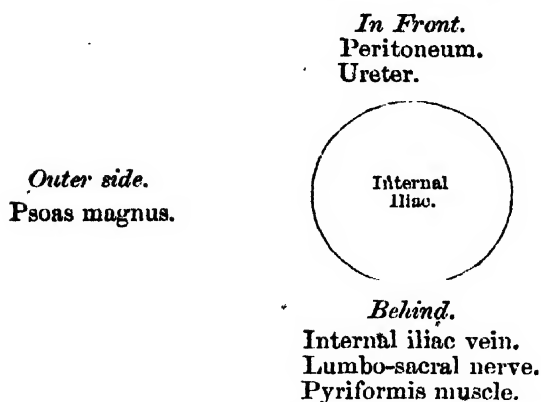 In Front.
Peritoneum.
Ureter.
Outer side.
Psoas magnus.
Internal
Iliac.
Behind.
Internal iliac vein.
Lumbo-sacral nerve.
Pyriformis muscle.